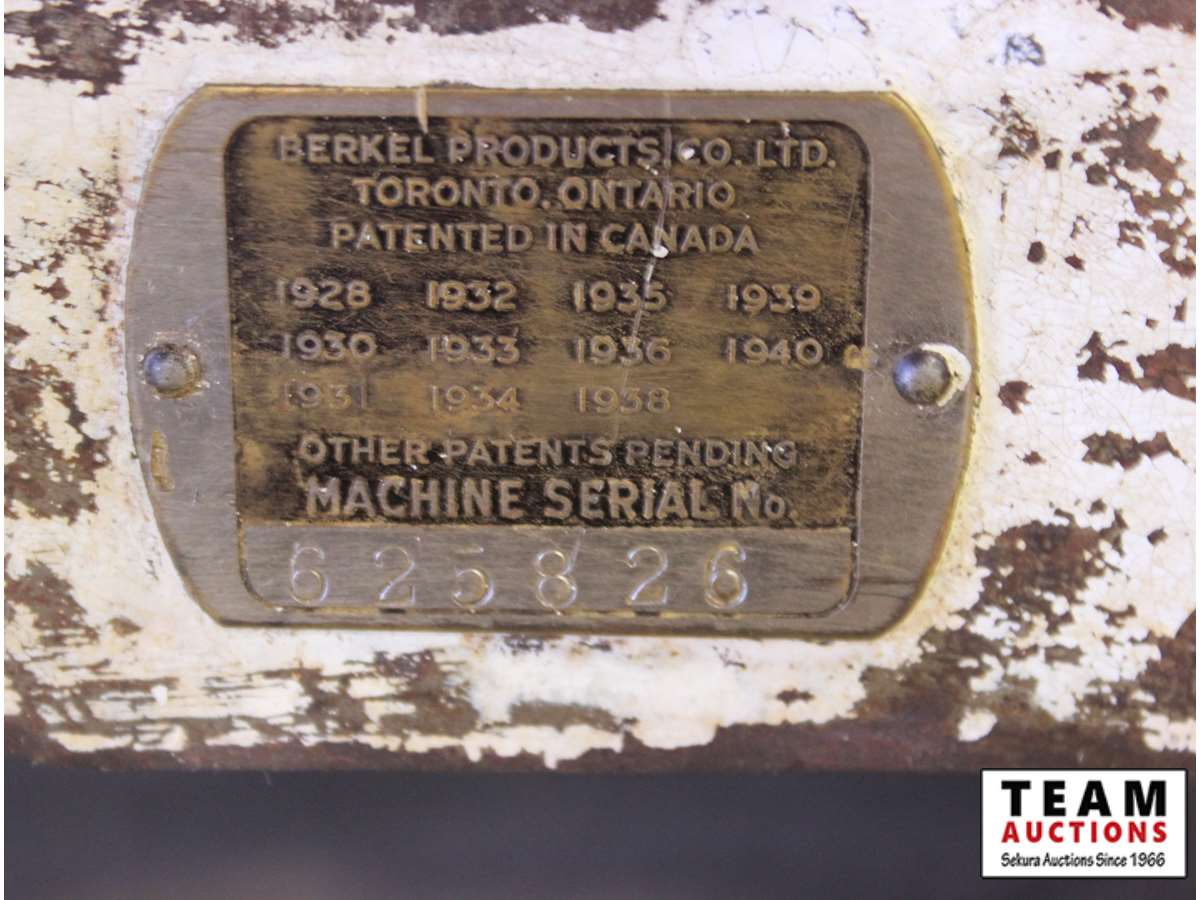 BERKEL PRODUCTS CO. LTD.
TORONTO, ONTARIO
PATENTED IN CANADA
1928 1932 1935 1939
1930 1933 1936 1940
1931 1934 1938
OTHER PATENTS PENDING
MACHINE SERIAL No.
625826
TEAM
AUCTIONS
Sekura Auctions Since 1966